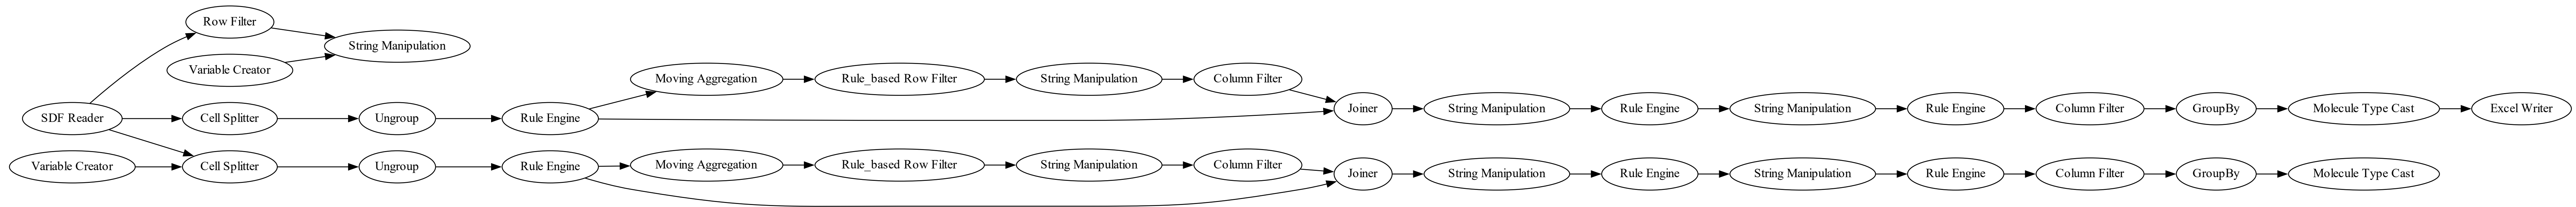 Row Filter
String Manipulation
Variable Creator
Moving Aggregation
Rule_based Row Filter
String Manipulation
Column Filter
SDF Reader
Cell Splitter
Ungroup
Rule Engine
Joiner
String Manipulation
Rule Engine
String Manipulation
Rule Engine
Column Filter
GroupBy
Molecule Type Cast
Excel Writer
Variable Creator
Cell Splitter
Ungroup
Rule Engine
Moving Aggregation
Rule_based Row Filter
String Manipulation
Column Filter
Joiner
String Manipulation
Rule Engine
String Manipulation
Rule Engine
Column Filter
GroupBy
Molecule Type Cast